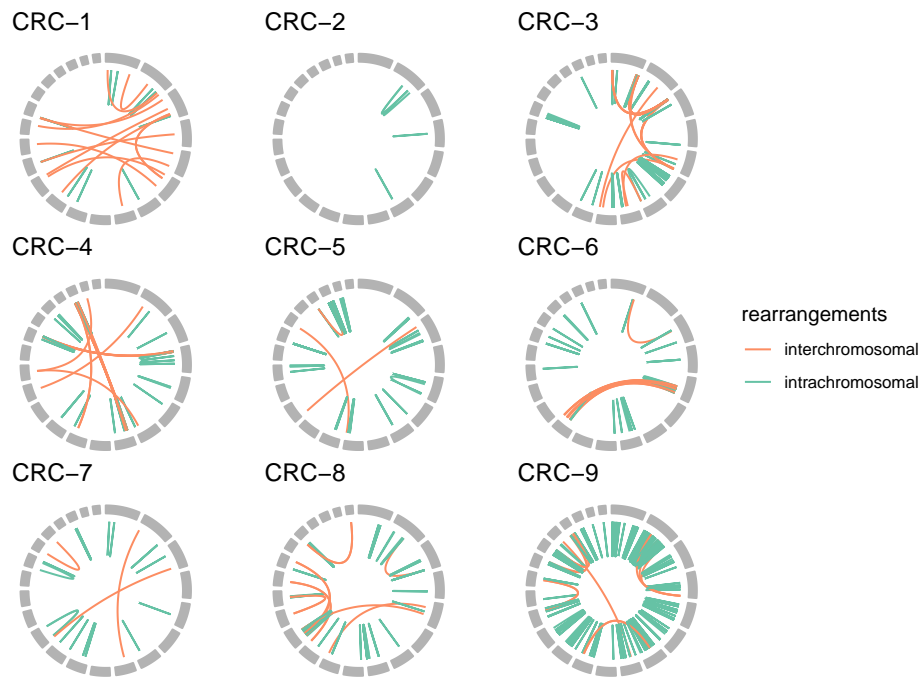 CRC−1
CRC−2
CRC−3
CRC−4
CRC−5
CRC−6
rearrangements
interchromosomal
intrachromosomal
CRC−7
CRC−8
CRC−9